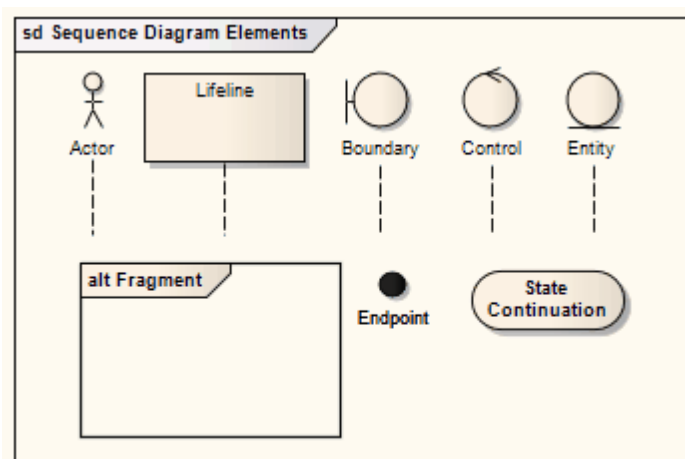 sd Sequence Diagram Elements
Lifeline
Actor
Boundary
Control
Entity
alt Fragment
Endpoint
State
Continuation